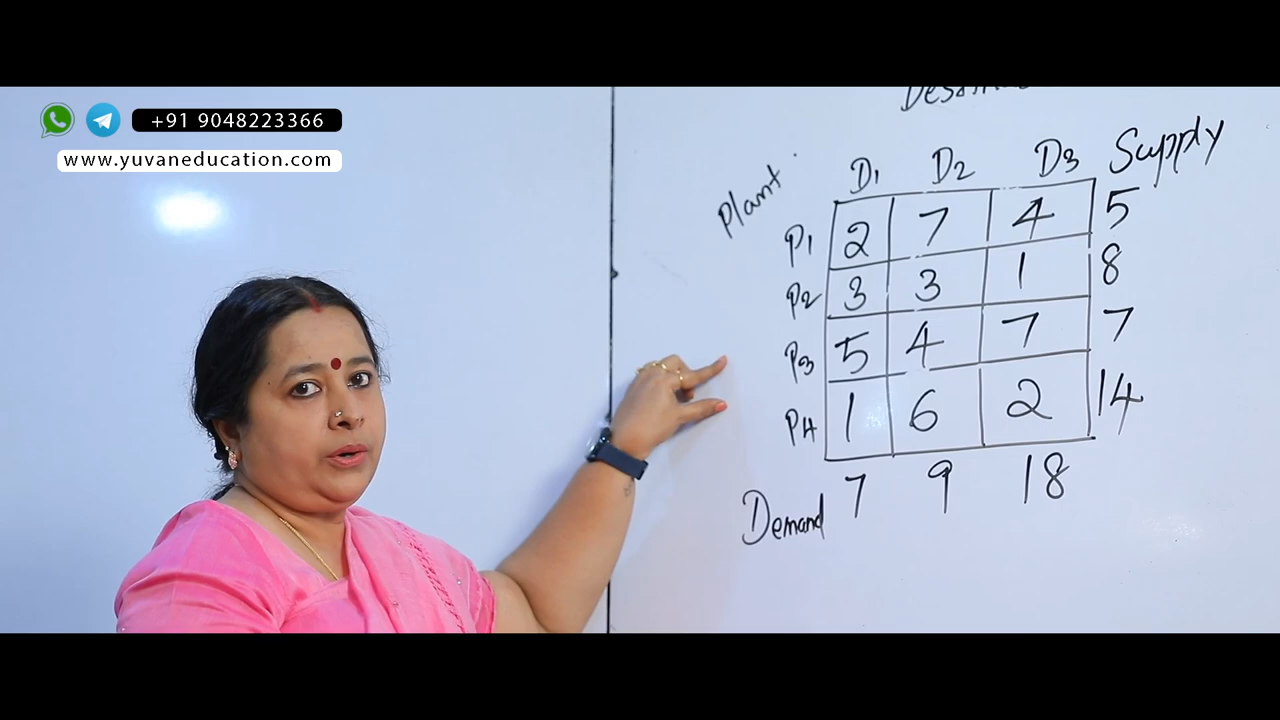 +91 9048223366
www.yuvaneducation.com
Plant
D1 D2 D3 Supply
P1 2 7 4 5
P2 3 3 1 8
P3 5 4 7 7
P4 1 6 2 14
Demand 7 9 18